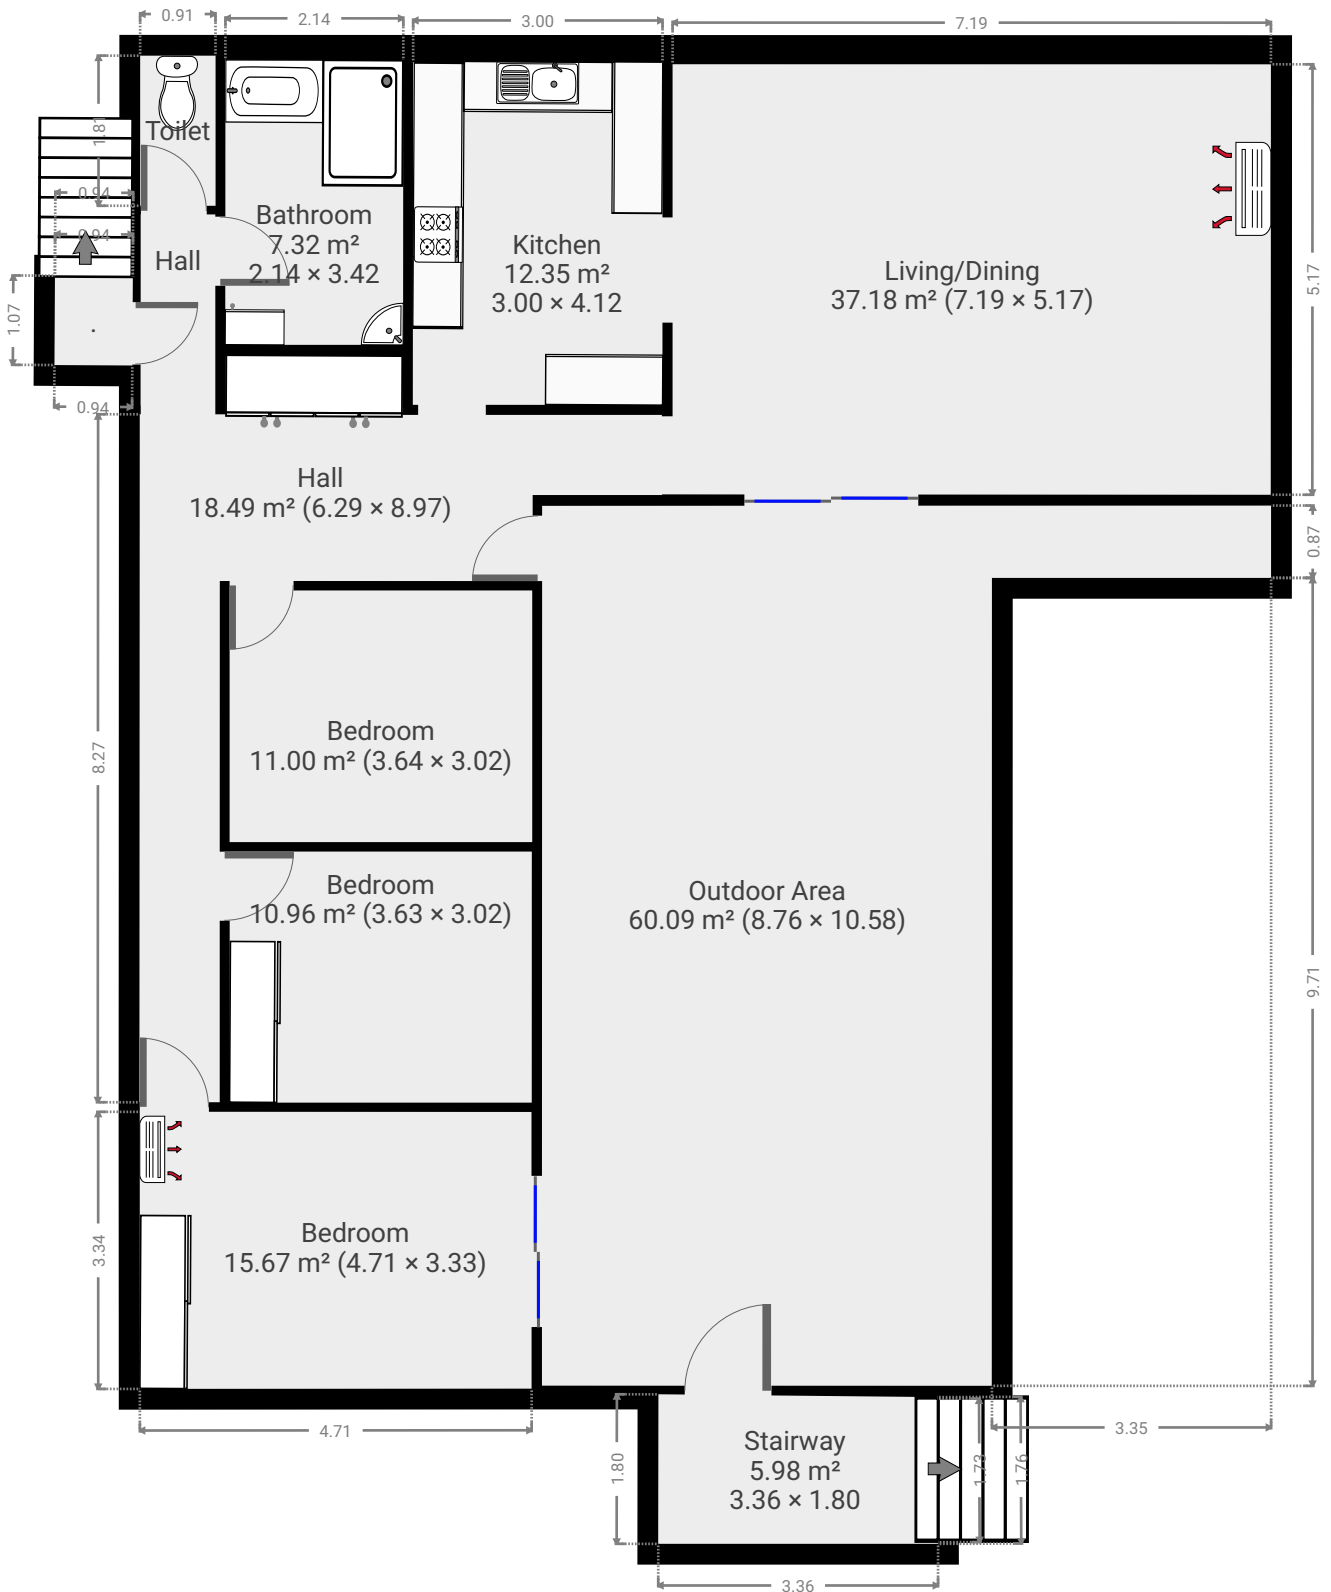 0.91
2.14
3.00
7.19
1.81
Toilet
0.94
0.94
Hall
Bathroom
7.32 m²
2.14 × 3.42
Kitchen
12.35 m²
3.00 × 4.12
Living/Dining
37.18 m² (7.19 × 5.17)
5.17
1.07
0.94
Hall
18.49 m² (6.29 × 8.97)
0.87
8.27
Bedroom
11.00 m² (3.64 × 3.02)
Bedroom
10.96 m² (3.63 × 3.02)
Outdoor Area
60.09 m² (8.76 × 10.58)
9.71
Bedroom
15.67 m² (4.71 × 3.33)
3.34
4.71
Stairway
5.98 m²
3.36 × 1.80
1.80
1.73
1.76
3.35
3.36